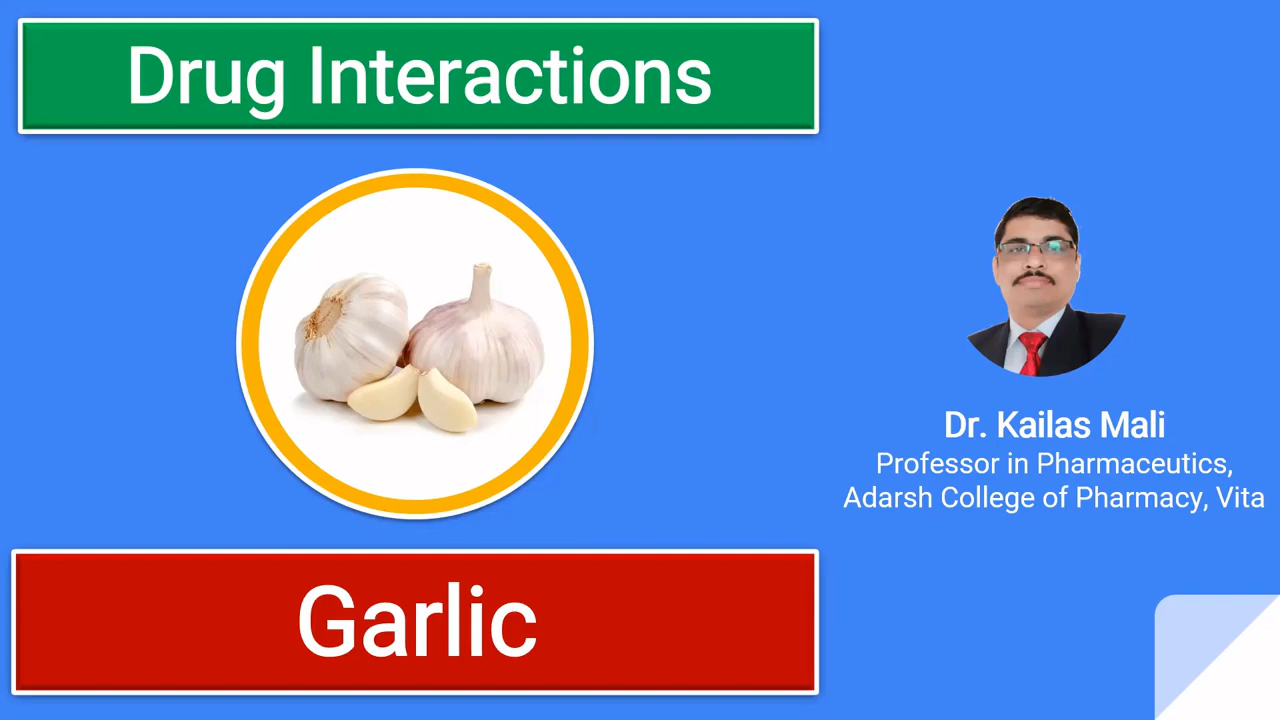 Drug Interactions
Garlic
Dr. Kailas Mali
Professor in Pharmaceutics,
Adarsh College of Pharmacy, Vita